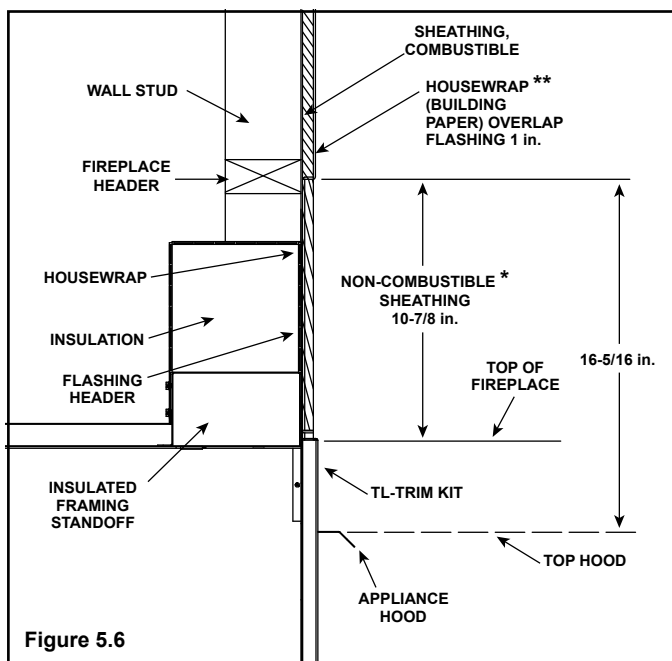 SHEATHING,
COMBUSTIBLE
WALL STUD
HOUSEWRAP **
(BUILDING
PAPER) OVERLAP
FLASHING 1 in.
FIREPLACE
HEADER
HOUSEWRAP
NON-COMBUSTIBLE *
SHEATHING
10-7/8 in.
INSULATION
16-5/16 in.
FLASHING
HEADER
TOP OF
FIREPLACE
INSULATED
FRAMING
STANDOFF
TL-TRIM KIT
TOP HOOD
APPLIANCE
HOOD
Figure 5.6